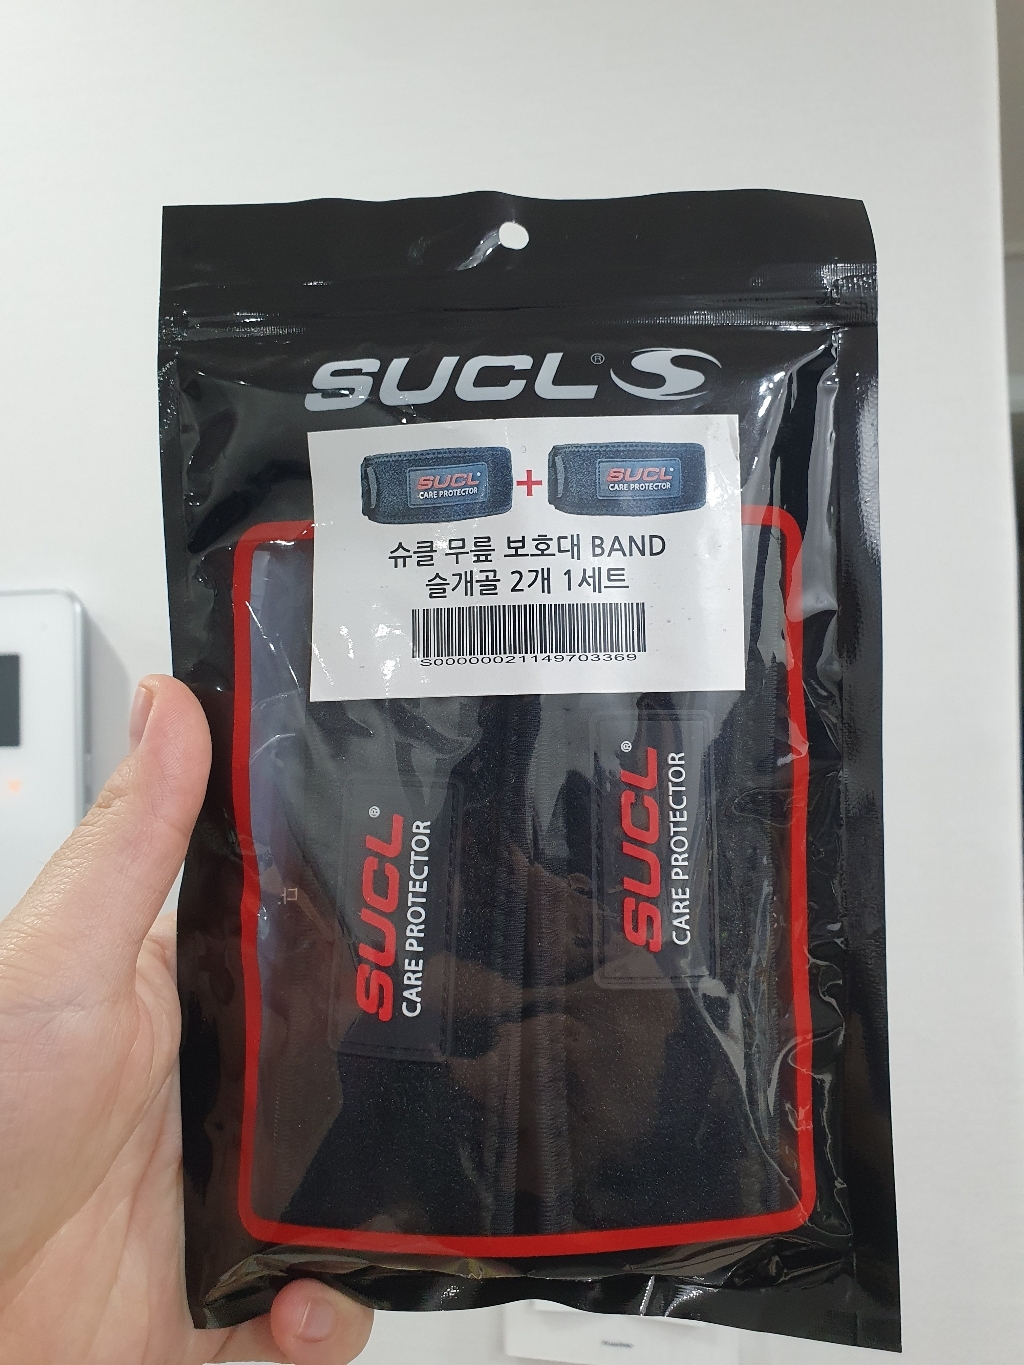 SUCL®
SUCL
CARE PROTECTOR
+
SUCL
CARE PROTECTOR
슈클 무릎 보호대 BAND
슬개골 2개 1세트
S000000021149703369
SUCL®
CARE PROTECTOR
SUCL®
CARE PROTECTOR